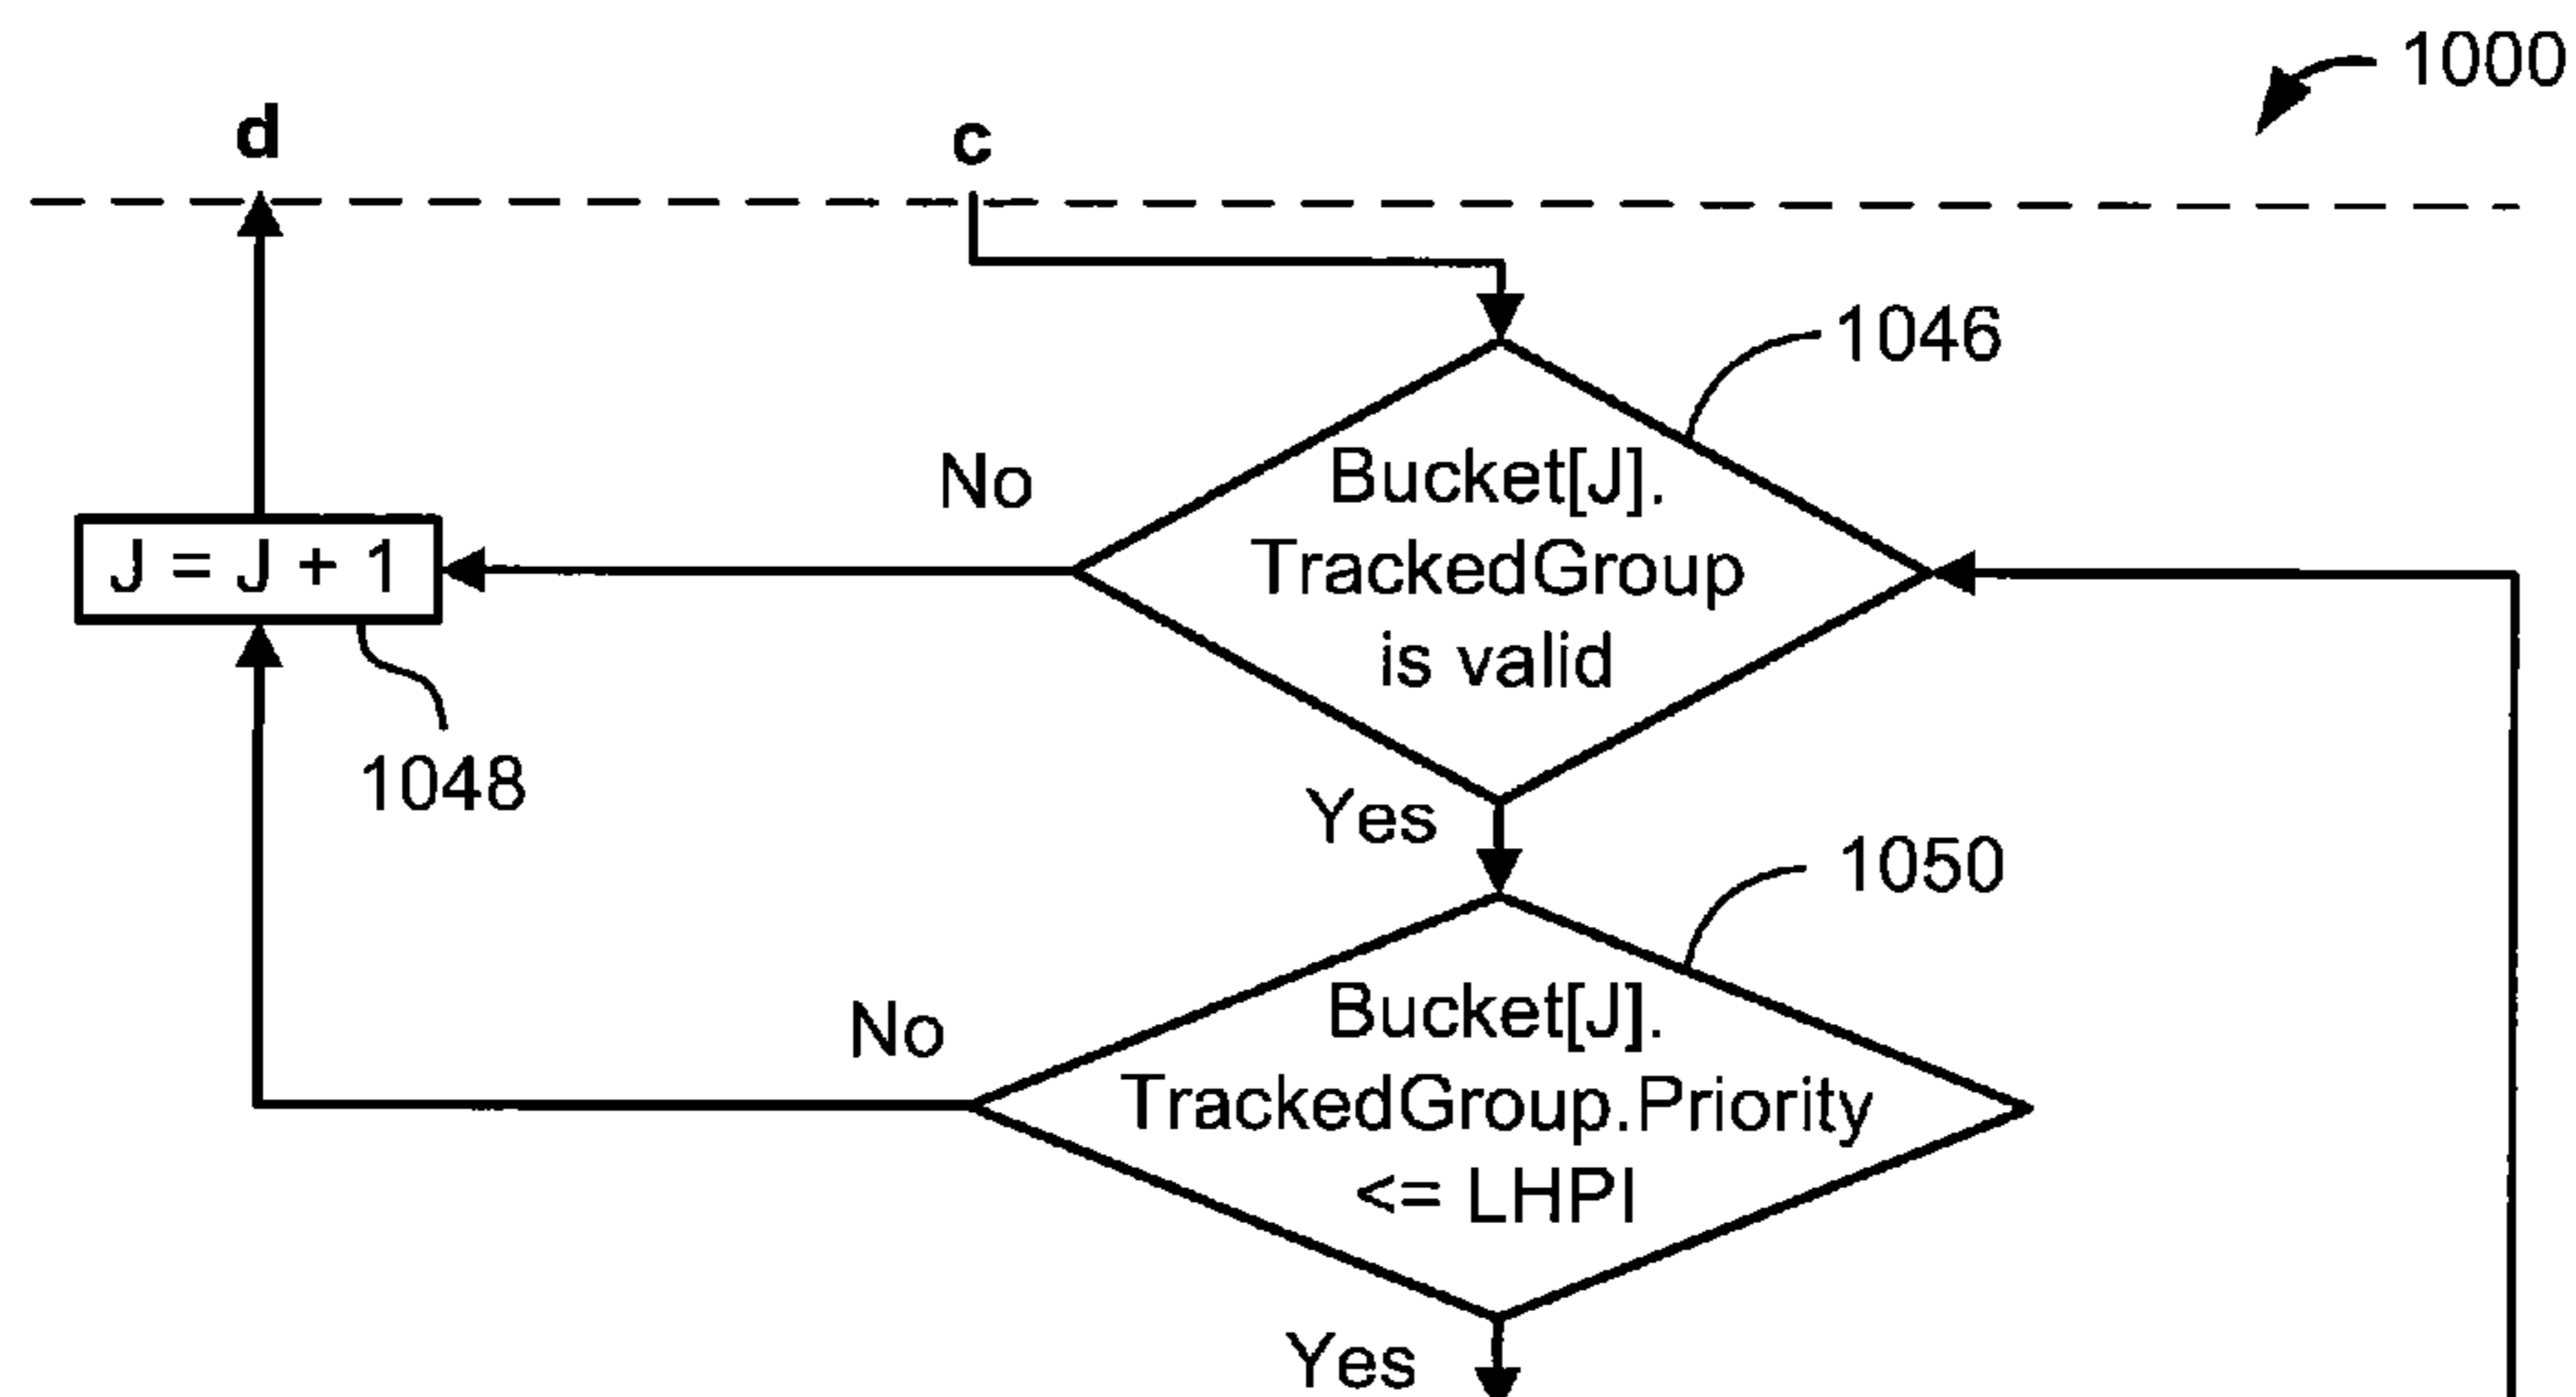 1000
d
c
1046
No
Bucket[J].
TrackedGroup
is valid
J = J + 1
1048
Yes
1050
No
Bucket[J].
TrackedGroup.Priority
<= LHPI
Yes